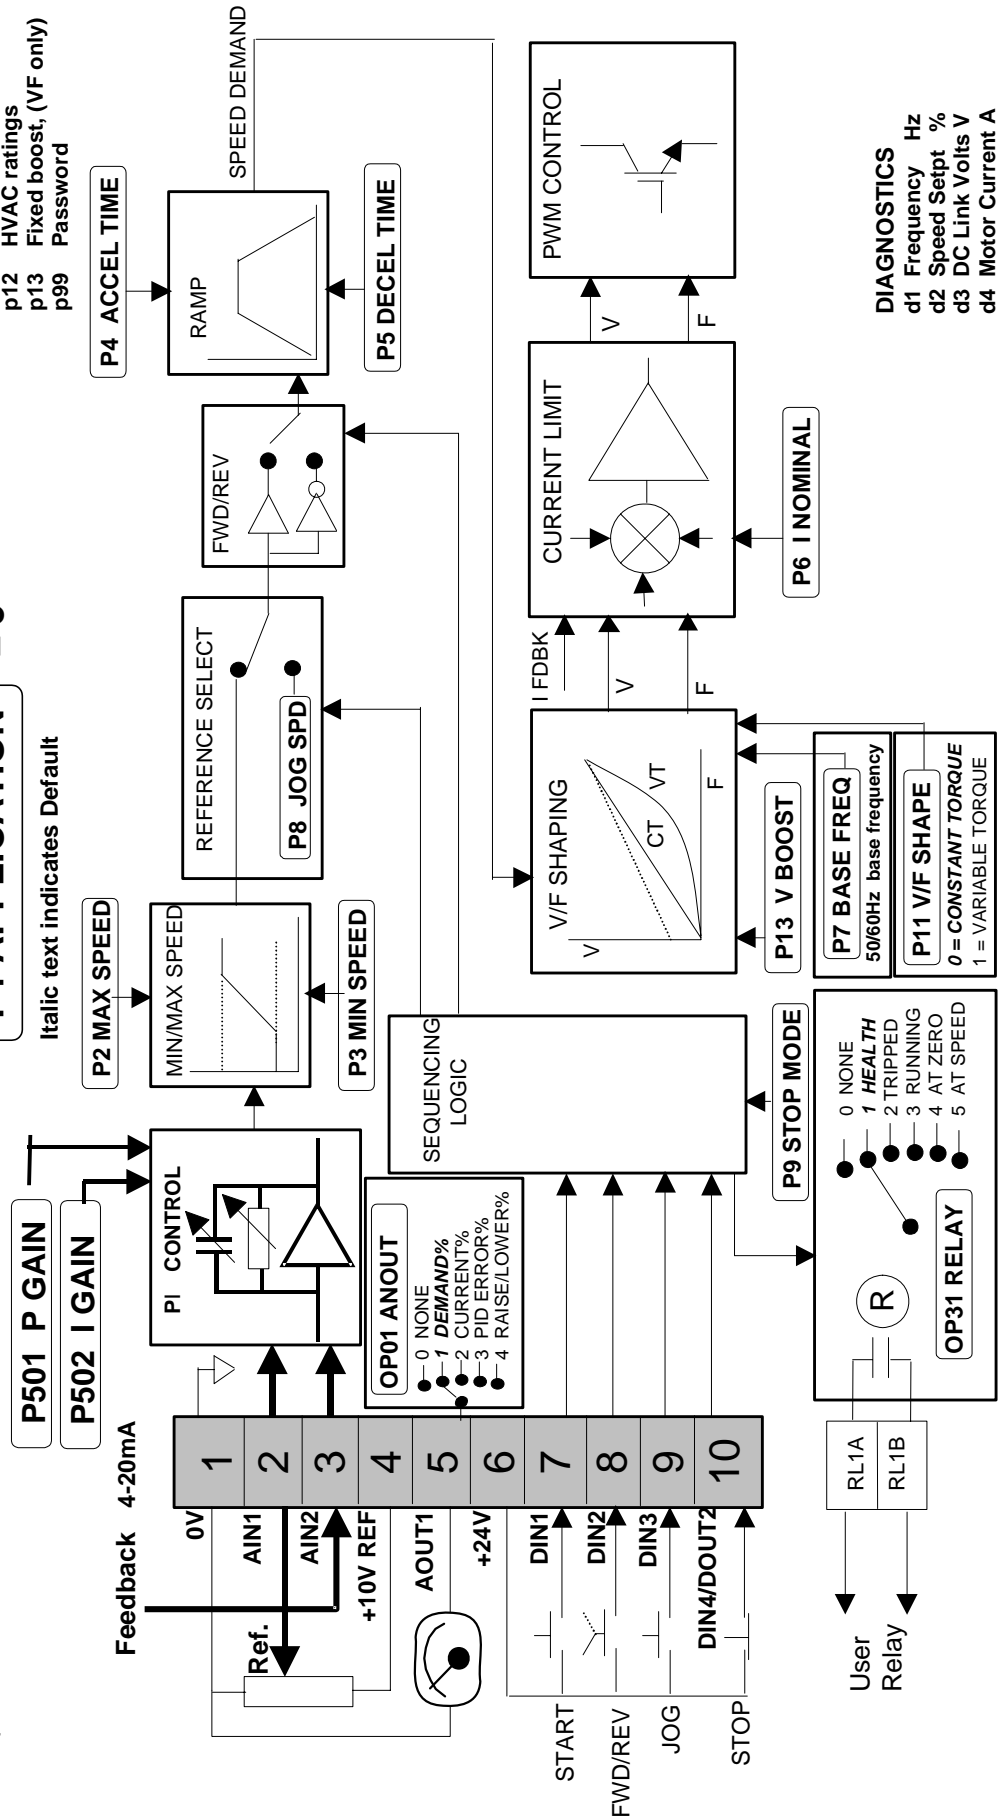 p12 HVAC ratings
p13 Fixed boost, (VF only)
p99 Password
Italic text indicates Default
P501 P GAIN
P502 I GAIN
P2 MAX SPEED
P3 MIN SPEED
P4 ACCEL TIME
P5 DECEL TIME
SPEED DEMAND
PI CONTROL
MIN/MAX SPEED
REFERENCE SELECT
P8 JOG SPD
FWD/REV
RAMP
Feedback 4-20mA
Ref.
0V
1
AIN1
2
AIN2
3
+10V REF
4
AOUT1
5
+24V
6
DIN1
7
DIN2
8
DIN3
9
DIN4/DOUT2
10
START
FWD/REV
JOG
STOP
OP01 ANOUT
0 NONE
1 DEMAND%
2 CURRENT%
3 PID ERROR%
4 RAISE/LOWER%
SEQUENCING
LOGIC
P9 STOP MODE
V/F SHAPING
V
CT
VT
F
P13 V BOOST
P7 BASE FREQ
50/60Hz base frequency
P11 V/F SHAPE
0 = CONSTANT TORQUE
1 = VARIABLE TORQUE
I FDBK
V
F
CURRENT LIMIT
P6 I NOMINAL
V
F
PWM CONTROL
User
Relay
RL1A
RL1B
R
OP31 RELAY
0 NONE
1 HEALTH
2 TRIPPED
3 RUNNING
4 AT ZERO
5 AT SPEED
DIAGNOSTICS
d1 Frequency Hz
d2 Speed Setpt %
d3 DC Link Volts V
d4 Motor Current A